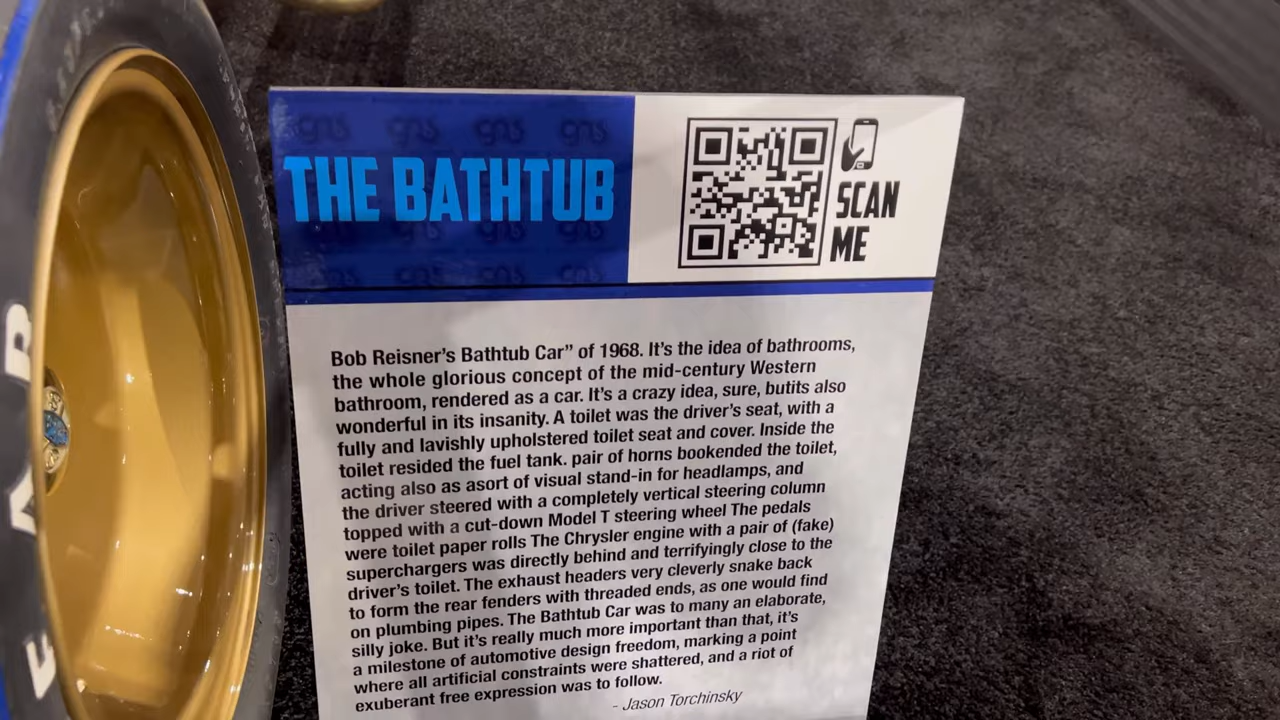 THE BATHTUB
SCAN
ME
Bob Reisner's Bathtub Car” of 1968. It's the idea of bathrooms,
the whole glorious concept of the mid-century Western
bathroom, rendered as a car. It's a crazy idea, sure, butits also
wonderful in its insanity. A toilet was the driver's seat, with a
fully and lavishly upholstered toilet seat and cover. Inside the
toilet resided the fuel tank. pair of horns bookended the toilet,
acting also as asort of visual stand-in for headlamps, and
the driver steered with a completely vertical steering column
topped with a cut-down Model T steering wheel The pedals
were toilet paper rolls The Chrysler engine with a pair of (fake)
superchargers was directly behind and terrifyingly close to the
driver's toilet. The exhaust headers very cleverly snake back
to form the rear fenders with threaded ends, as one would find
on plumbing pipes. The Bathtub Car was to many an elaborate,
silly joke. But it's really much more important than that, it's
a milestone of automotive design freedom, marking a point
where all artificial constraints were shattered, and a riot of
exuberant free expression was to follow.
- Jason Torchinsky